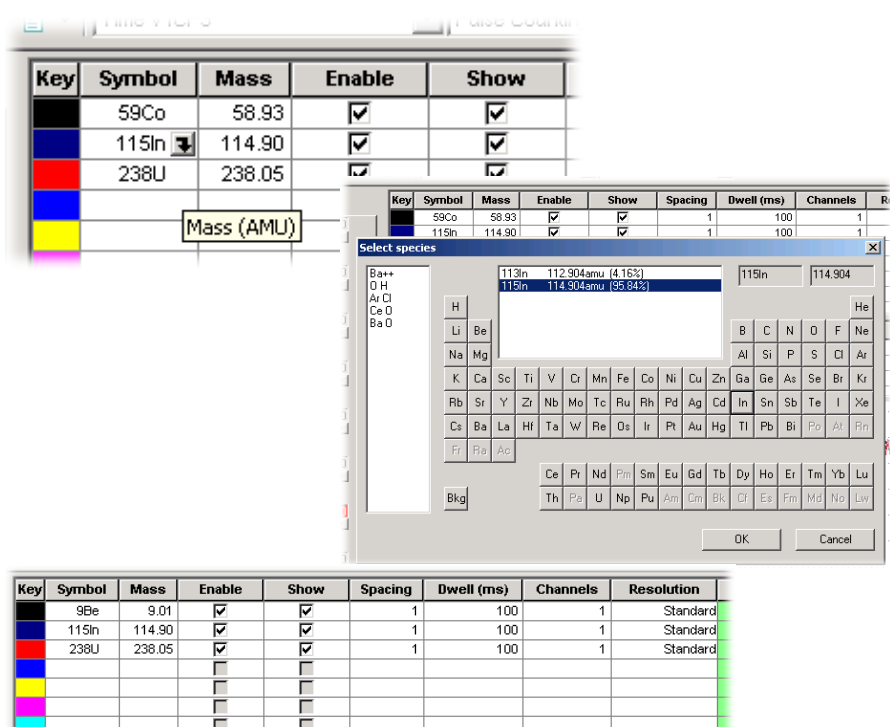 Key Symbol Mass Enable Show
59Co 58.93
115In 114.90
238U 238.05
Mass (AMU)
Key Symbol Mass Enable Show Spacing Dwell (ms) Channels
59Co 58.93 1 100 1
115In 114.90 1 100 1
Select species
Ba++
O H
Ar Cl
Ce O
Ba O
113In 112.904amu (4.16%)
115In 114.904amu (95.84%)
115In 114.904
H He
Li Be B C N O F Ne
Na Mg Al Si P S Cl Ar
K Ca Sc Ti V Cr Mn Fe Co Ni Cu Zn Ga Ge As Se Br Kr
Rb Sr Y Zr Nb Mo Tc Ru Rh Pd Ag Cd In Sn Sb Te I Xe
Cs Ba La Hf Ta W Re Os Ir Pt Au Hg Tl Pb Bi Po At Rn
Fr Ra Ac
Ce Pr Nd Pm Sm Eu Gd Tb Dy Ho Er Tm Yb Lu
Bkg Th Pa U Np Pu Am Cm Bk Cf Es Fm Md No Lw
OK Cancel
Key Symbol Mass Enable Show Spacing Dwell (ms) Channels Resolution
9Be 9.01 1 100 1 Standard
115In 114.90 1 100 1 Standard
238U 238.05 1 100 1 Standard